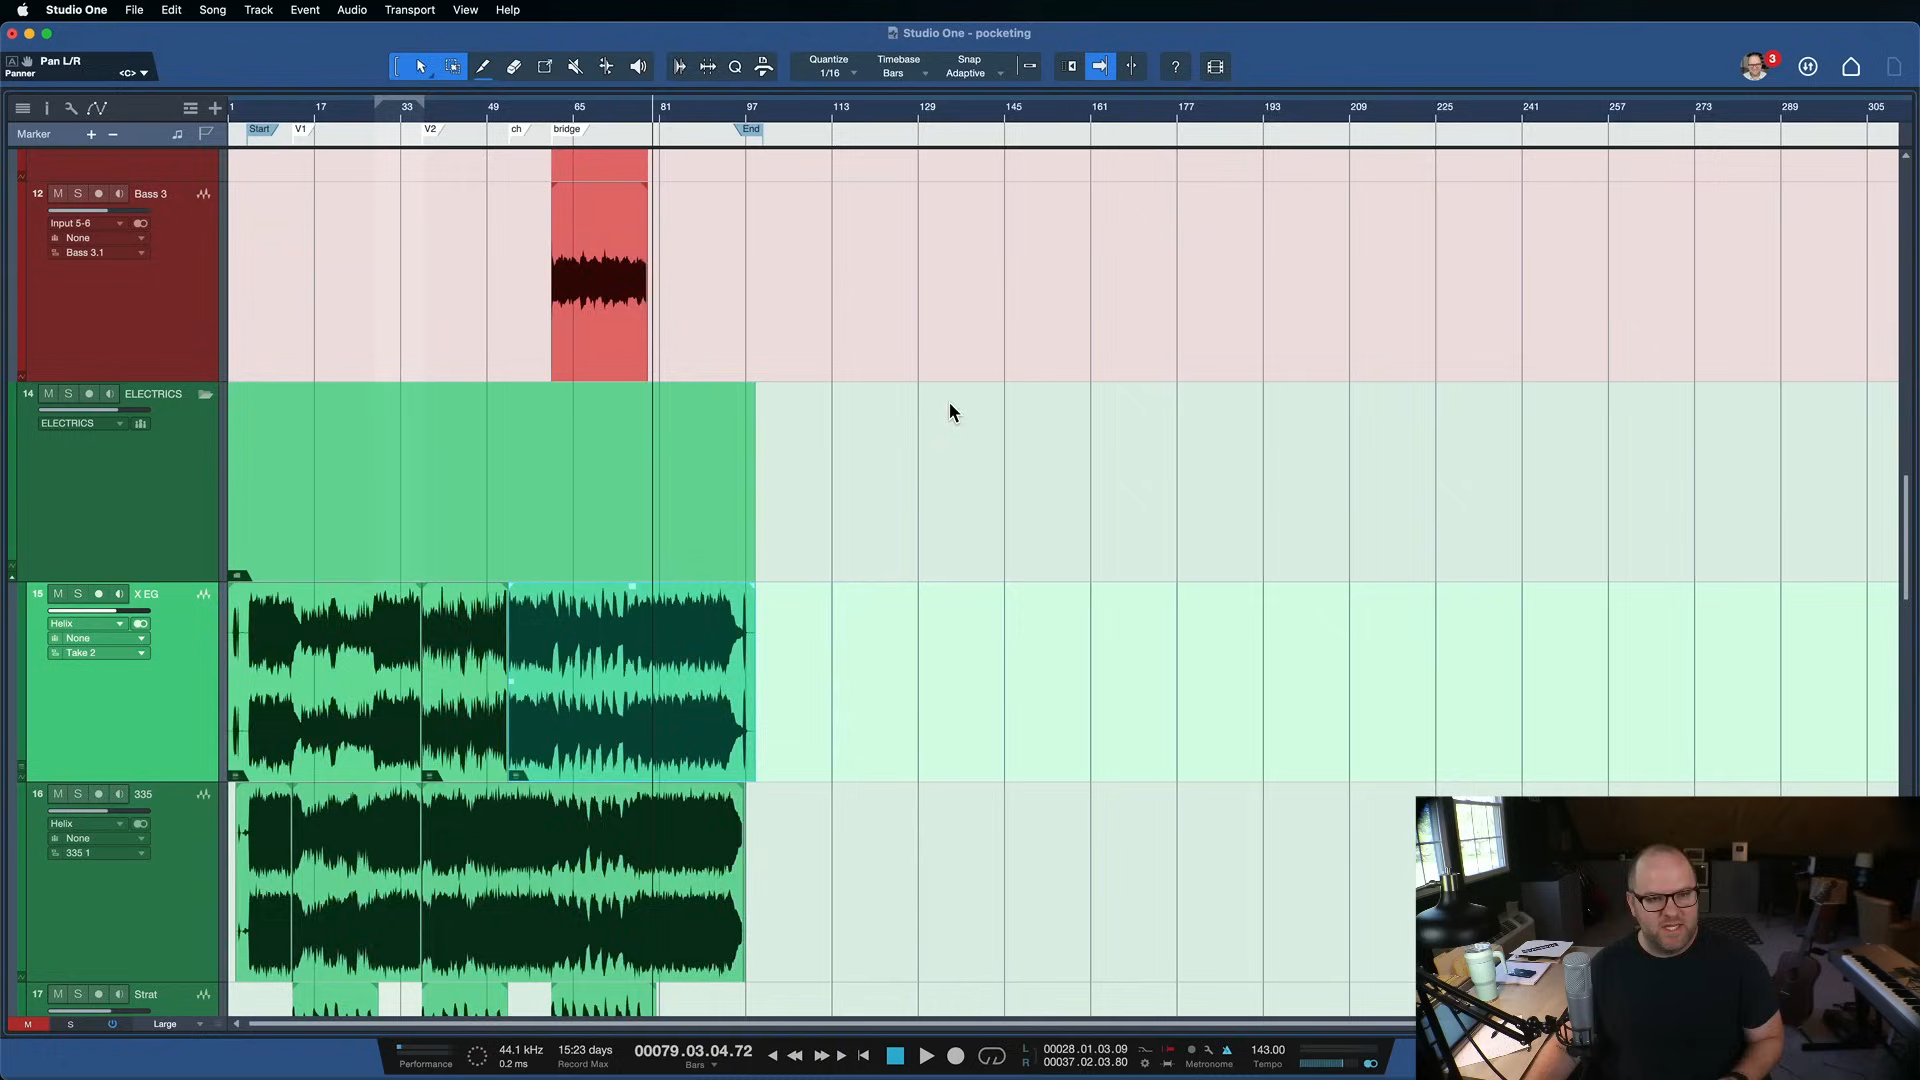 Studio One File Edit Song Track Event Audio Transport View Help
Studio One - pocketing
Pan L/R
Panner <C>
Quantize 1/16
Timebase Bars
Snap Adaptive
?
3
1 17 33 49 65 81 97 113 129 145 161 177 193 209 225 241 257 273 289 305
Marker + −
Start V1 V2 ch bridge End
12 M S Bass 3
Input 5-6
None
Bass 3.1
14 M S ELECTRICS
ELECTRICS
15 M S X EG
Helix
None
Take 2
16 M S 335
Helix
None
335 1
17 M S Strat
M S Large
Performance
44.1 kHz
0.2 ms
15:23 days
Record Max
00079.03.04.72
Bars
L 00028.01.03.09
R 00037.02.03.80
Metronome
143.00
Tempo